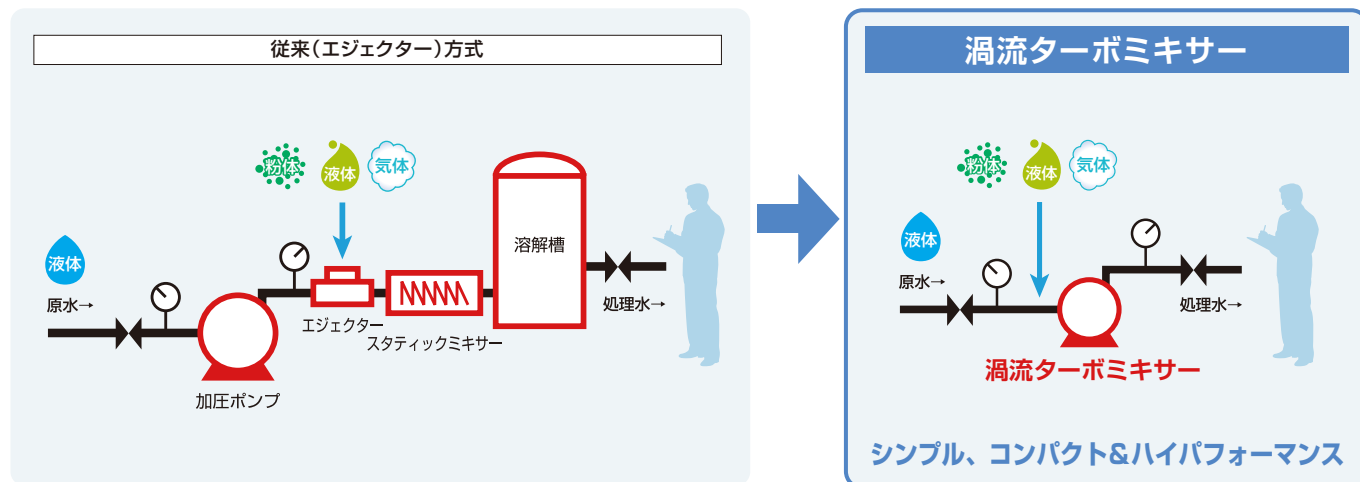 従来(エジェクター)方式
粉体
液体
気体
液体
原水→
溶解槽
処理水→
エジェクター
スタティックミキサー
加圧ポンプ
渦流ターボミキサー
粉体
液体
気体
液体
原水→
処理水→
渦流ターボミキサー
シンプル、コンパクト&ハイパフォーマンス